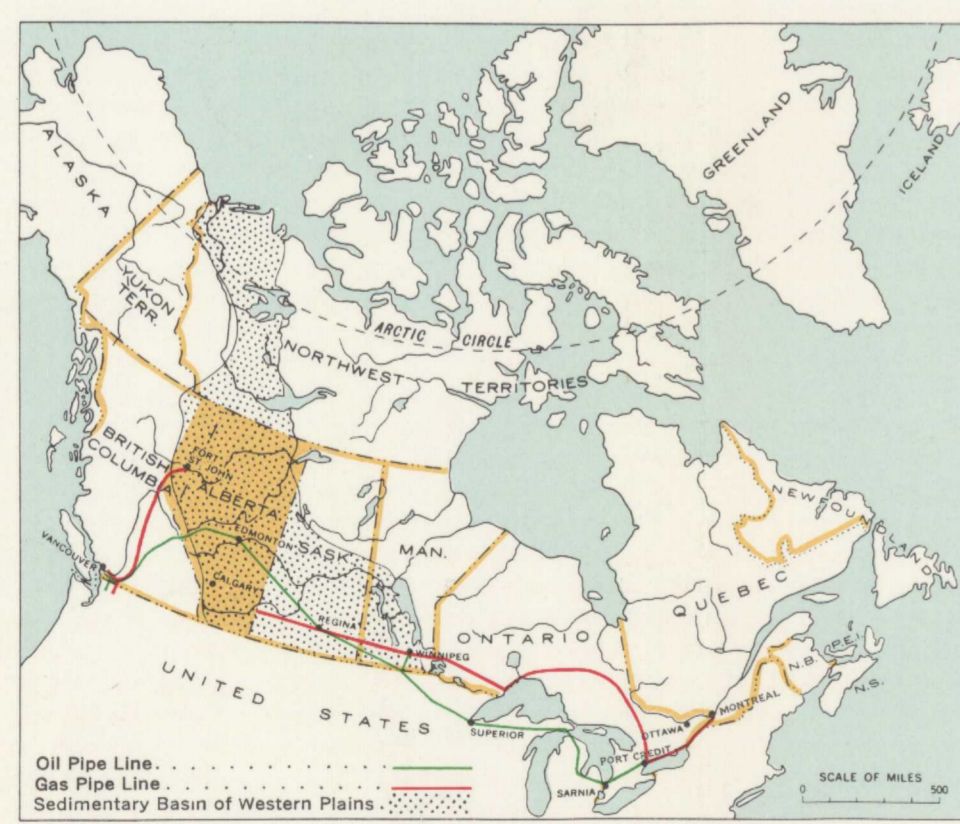 ALASKA
GREENLAND
ICELAND
YUKON
TERR.
ARCTIC CIRCLE
NORTHWEST TERRITORIES
BRITISH
COLUMBIA
FORT
ST. JOHN
ALBERTA
EDMONTON
SASK.
MAN.
NEWFOUNDLAND
VANCOUVER
CALGARY
QUEBEC
REGINA
WINNIPEG
ONTARIO
P.E.I.
N.B.
N.S.
UNITED STATES
SUPERIOR
OTTAWA
MONTREAL
PORT CREDIT
SARNIA
Oil Pipe Line
Gas Pipe Line
Sedimentary Basin of Western Plains
SCALE OF MILES
0 500